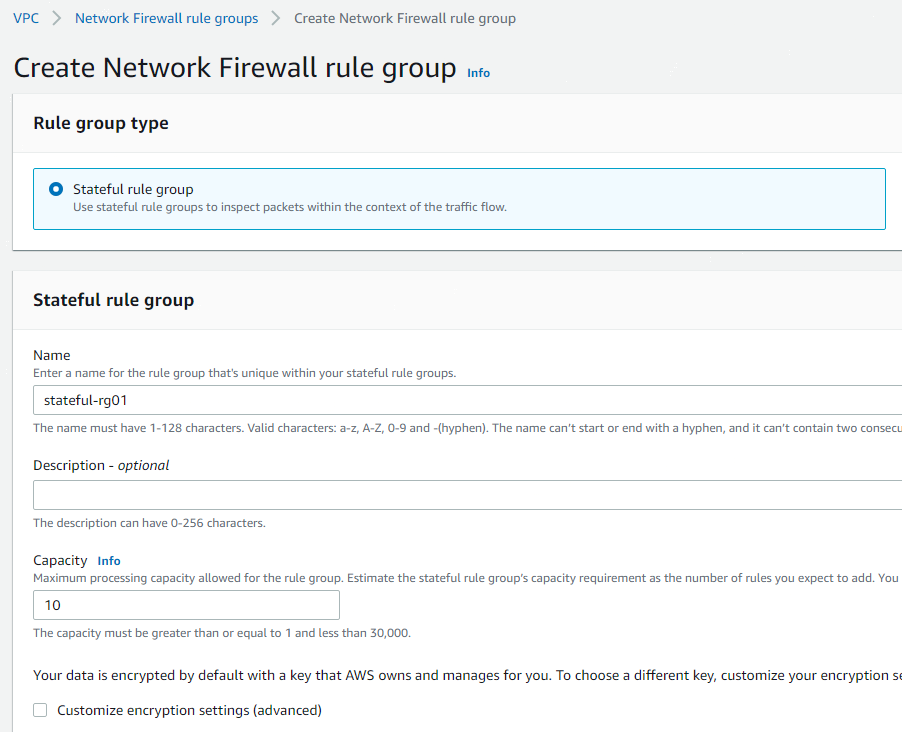 VPC > Network Firewall rule groups > Create Network Firewall rule group
Create Network Firewall rule group Info
Rule group type
Stateful rule group
Use stateful rule groups to inspect packets within the context of the traffic flow.
Stateful rule group
Name
Enter a name for the rule group that's unique within your stateful rule groups.
stateful-rg01
The name must have 1-128 characters. Valid characters: a-z, A-Z, 0-9 and -(hyphen). The name can't start or end with a hyphen, and it can't contain two consecu
Description - optional
The description can have 0-256 characters.
Capacity Info
Maximum processing capacity allowed for the rule group. Estimate the stateful rule group's capacity requirement as the number of rules you expect to add. You
10
The capacity must be greater than or equal to 1 and less than 30,000.
Your data is encrypted by default with a key that AWS owns and manages for you. To choose a different key, customize your encryption se
Customize encryption settings (advanced)